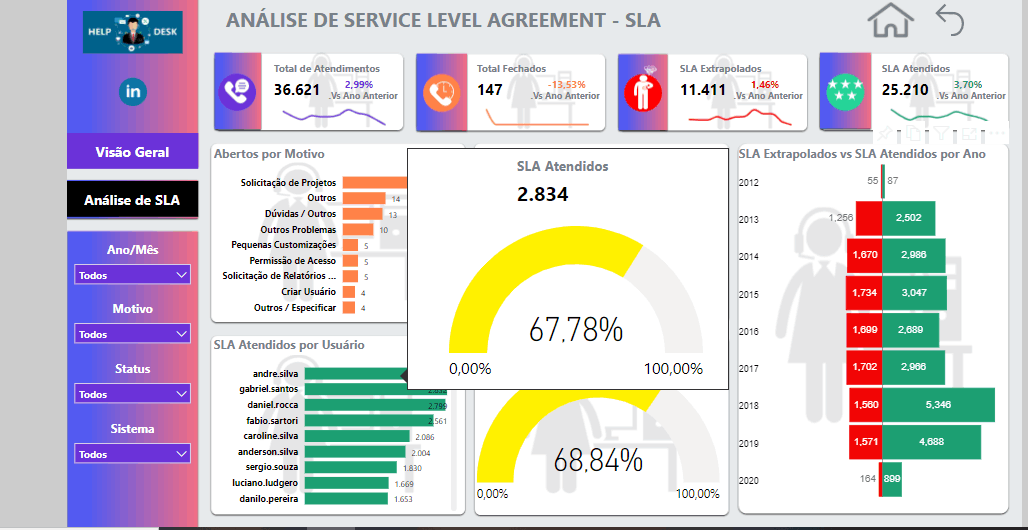 HELP DESK
in
Visão Geral
Análise de SLA
Ano/Mês
Todos
Motivo
Todos
Status
Todos
Sistema
Todos
ANÁLISE DE SERVICE LEVEL AGREEMENT - SLA
Total de Atendimentos
36.621
2,99%
.Vs Ano Anterior
Total Fechados
147
-13,53%
.Vs Ano Anterior
SLA Extrapolados
11.411
1,46%
.Vs Ano Anterior
SLA Atendidos
25.210
3,70%
.Vs Ano Anterior
Abertos por Motivo
Solicitação de Projetos
Outros 14
Dúvidas / Outros 13
Outros Problemas 10
Pequenas Customizações 5
Permissão de Acesso 5
Solicitação de Relatórios ... 5
Criar Usuário 4
Outros / Especificar 4
SLA Atendidos por Usuário
andre.silva
gabriel.santos
daniel.rocca 2.799
fabio.sartori 2.561
caroline.silva 2.086
anderson.silva 2.004
sergio.souza 1.830
luciano.ludgero 1.669
danilo.pereira 1.653
SLA Atendidos
2.834
67,78%
0,00% 100,00%
68,84%
0,00% 100,00%
SLA Extrapolados vs SLA Atendidos por Ano
2012 55 87
2013 1,256 2,502
2014 1,670 2,986
2015 1,734 3,047
2016 1,699 2,689
2017 1,702 2,966
2018 1,560 5,346
2019 1,571 4,688
2020 164 899